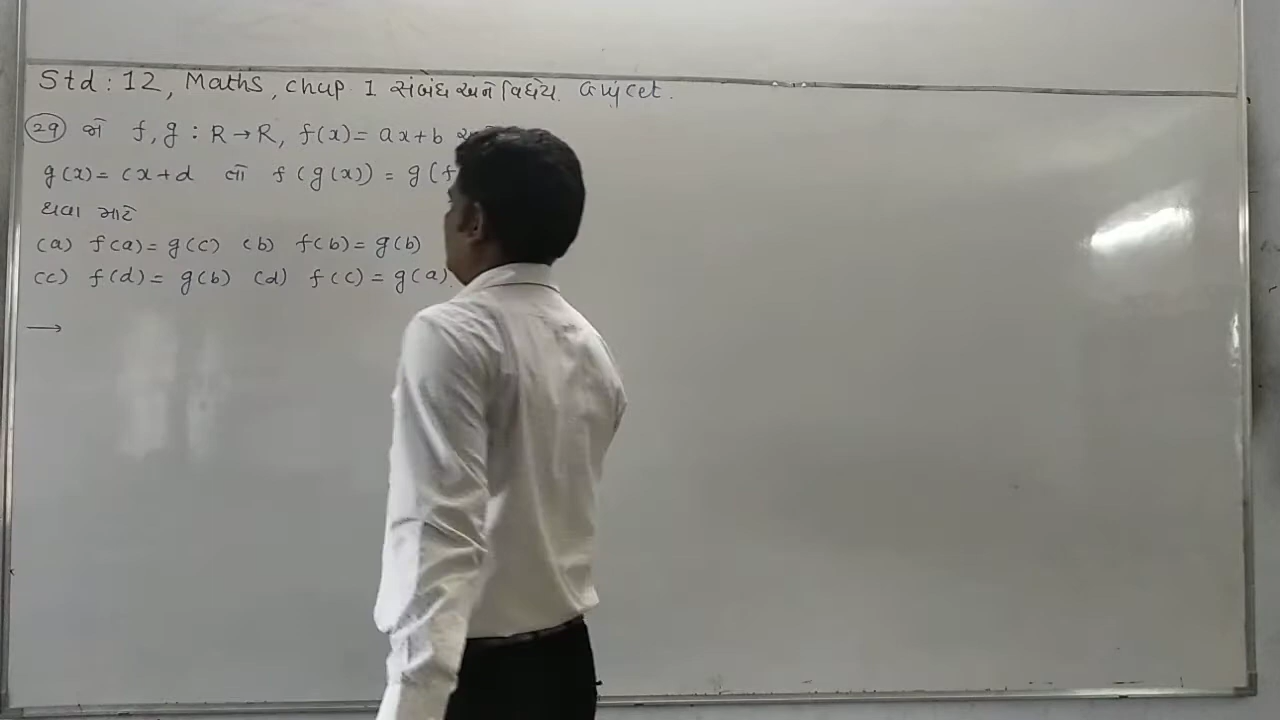 Std : 12, Maths, chap 1 સંબંધ અને વિધેય. Gujcet.
(29) જો f, g : R → R, f(x) = ax+b
g(x) = cx+d તો f(g(x)) = g(f
થવા માટે
(a) f(a) = g(c) (b) f(b) = g(b)
(c) f(d) = g(b) (d) f(c) = g(a).
→